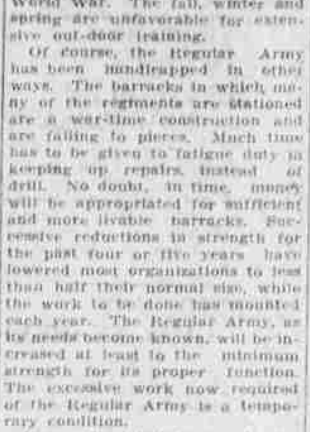 World War. The fall, winter and
spring are unfavorable for exten-
sive out-door training.
Of course, the Regular Army
has been handicapped in other
ways. The barracks in which ma-
ny of the regiments are stationed
are a war-time construction and
are falling to pieces. Much time
has to be given to fatigue duty in
keeping up repairs, instead of
drill. No doubt, in time, money
will be appropriated for sufficient
and more livable barracks. Suc-
cessive reductions in strength for
the past four or five years have
lowered most organizations to less
than half their normal size, while
the work to be done has mounted
each year. The Regular Army, as
its needs become known, will be in-
creased at least to the minimum
strength for its proper function.
The excessive work now required
of the Regular Army is a tempo-
rary condition.